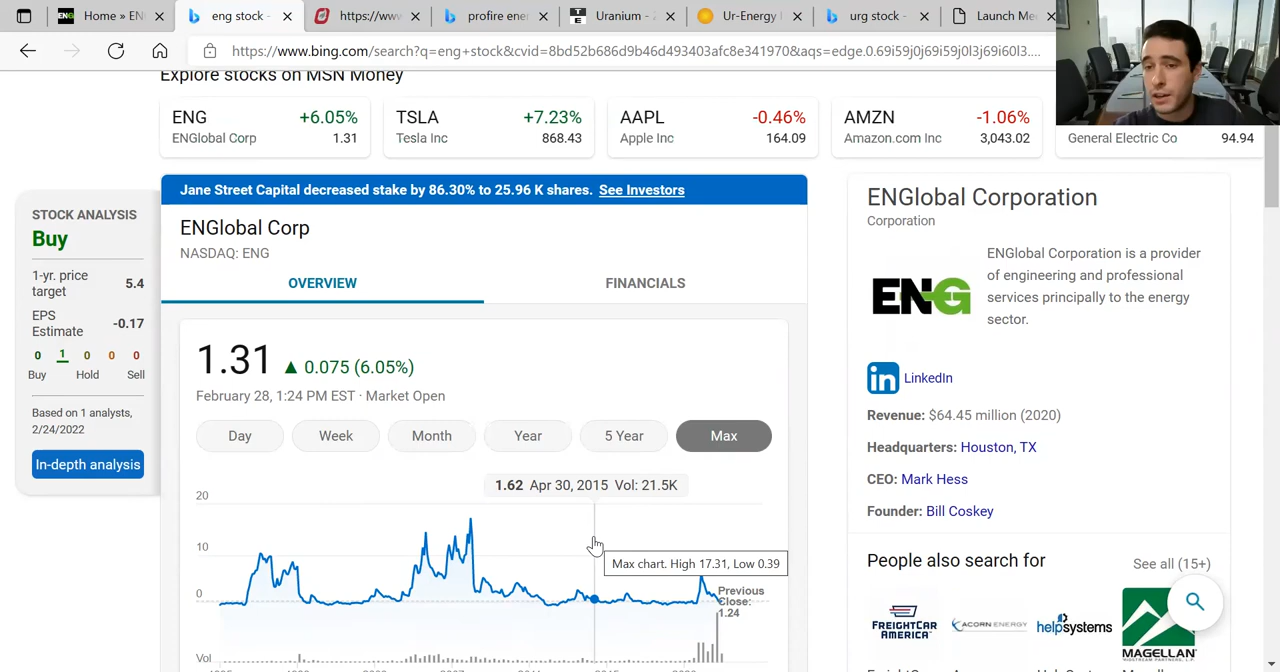 Home » EN
eng stock -
https://www
profire ener
Uranium -
Ur-Energy
urg stock -
Launch Me
https://www.bing.com/search?q=eng+stock&cvid=8bd52b686d9b46d493403afc8e341970&aqs=edge.0.69i59j0j69i59j0l3j69i60l3....
Explore stocks on MSN Money
ENG +6.05%
ENGlobal Corp 1.31
TSLA +7.23%
Tesla Inc 868.43
AAPL -0.46%
Apple Inc 164.09
AMZN -1.06%
Amazon.com Inc 3,043.02
General Electric Co 94.94
STOCK ANALYSIS
Buy
1-yr. price
target 5.4
EPS
Estimate -0.17
0 1 0 0 0
Buy Hold Sell
Based on 1 analysts,
2/24/2022
In-depth analysis
Jane Street Capital decreased stake by 86.30% to 25.96 K shares. See Investors
ENGlobal Corp
NASDAQ: ENG
OVERVIEW FINANCIALS
1.31 ▲ 0.075 (6.05%)
February 28, 1:24 PM EST · Market Open
Day Week Month Year 5 Year Max
1.62 Apr 30, 2015 Vol: 21.5K
20
10
0
Max chart. High 17.31, Low 0.39
Previous
Close:
1.24
Vol
ENGlobal Corporation
Corporation
ENG
ENGlobal Corporation is a provider
of engineering and professional
services principally to the energy
sector.
in LinkedIn
Revenue: $64.45 million (2020)
Headquarters: Houston, TX
CEO: Mark Hess
Founder: Bill Coskey
People also search for See all (15+)
FREIGHTCAR
AMERICA
ACORN ENERGY
helpsystems
MAGELLAN